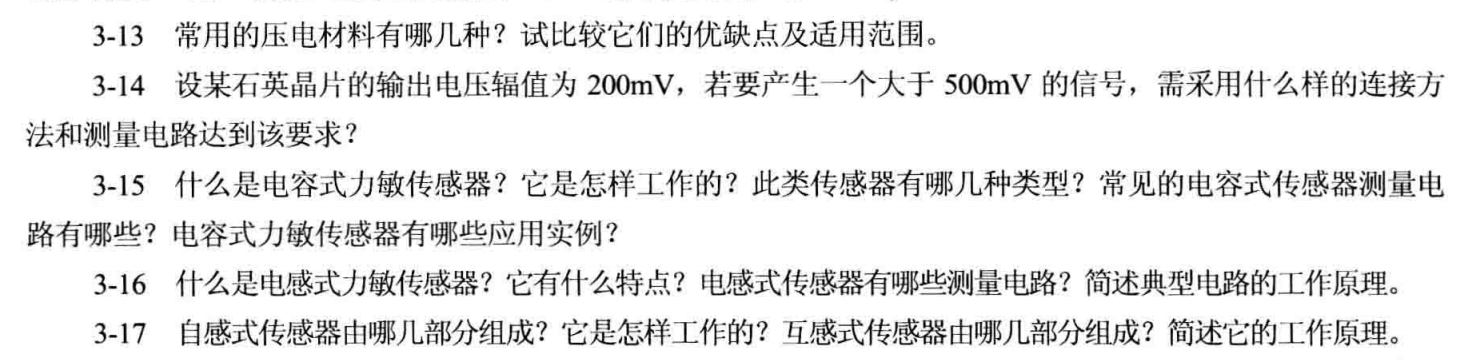 3-13 常用的压电材料有哪几种？试比较它们的优缺点及适用范围。
3-14 设某石英晶片的输出电压辐值为 200mV，若要产生一个大于 500mV 的信号，需采用什么样的连接方
法和测量电路达到该要求？
3-15 什么是电容式力敏传感器？它是怎样工作的？此类传感器有哪几种类型？常见的电容式传感器测量电
路有哪些？电容式力敏传感器有哪些应用实例？
3-16 什么是电感式力敏传感器？它有什么特点？电感式传感器有哪些测量电路？简述典型电路的工作原理。
3-17 自感式传感器由哪几部分组成？它是怎样工作的？互感式传感器由哪几部分组成？简述它的工作原理。